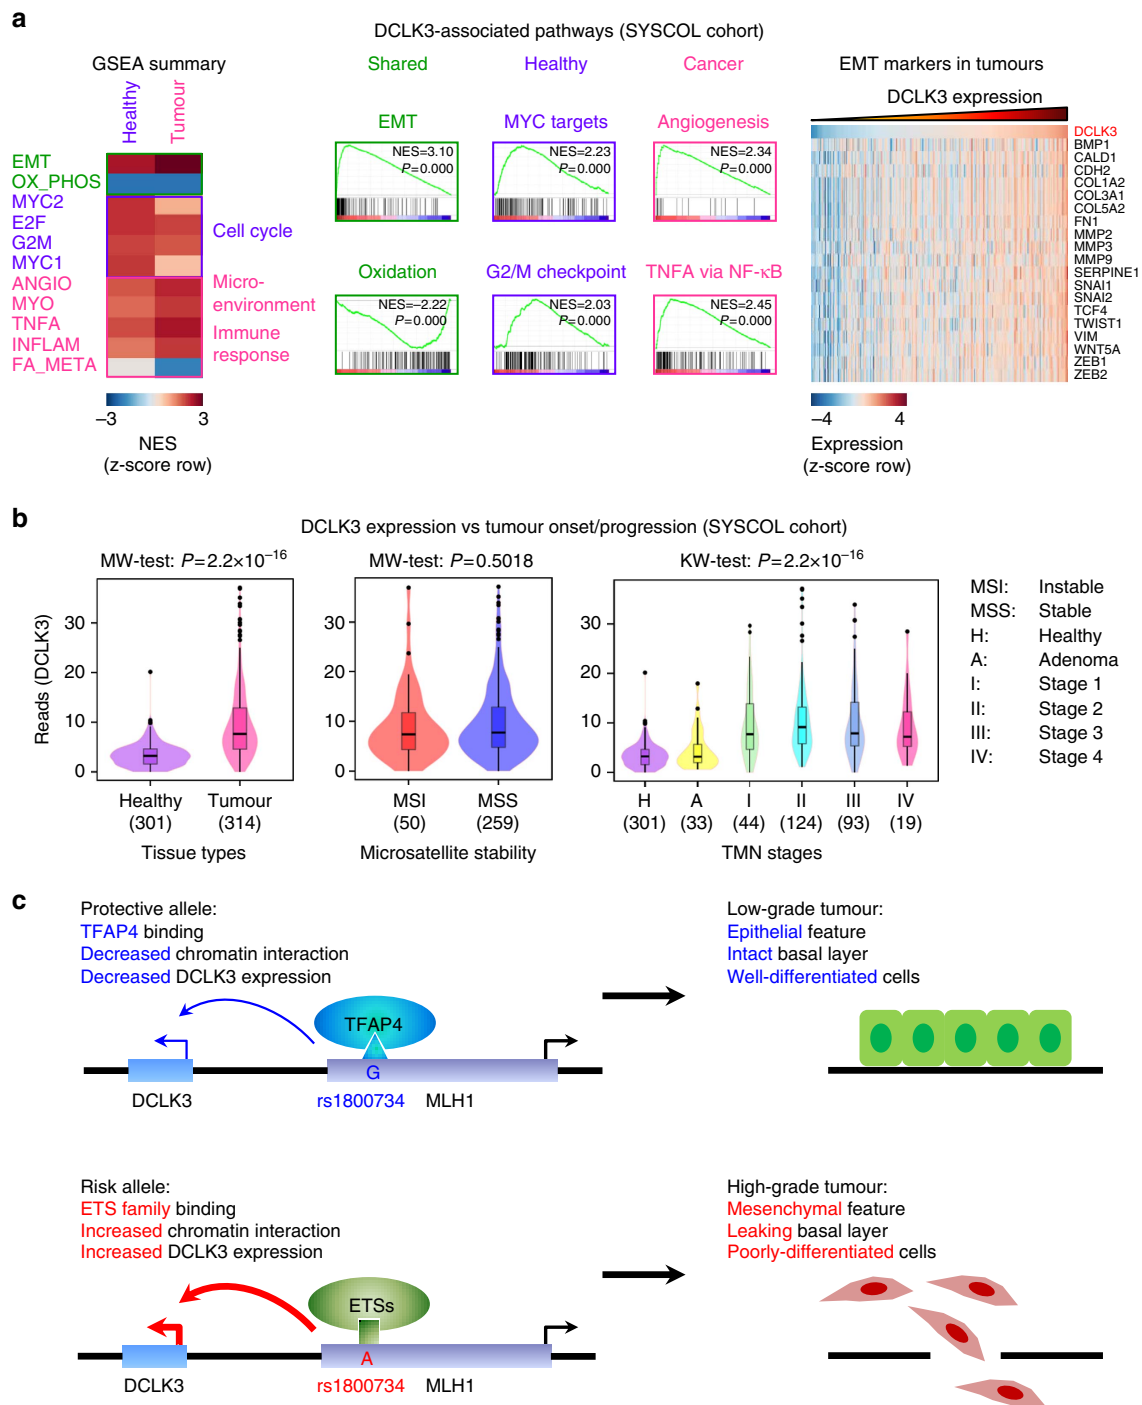 a
DCLK3-associated pathways (SYSCOL cohort)
GSEA summary
Healthy
Tumour
EMT
OX_PHOS
MYC2
E2F
G2M
MYC1
ANGIO
MYO
TNFA
INFLAM
FA_META
Cell cycle
Micro-
environment
Immune
response
−3
3
NES
(z-score row)
Shared
Healthy
Cancer
EMT
NES=3.10
P=0.000
MYC targets
NES=2.23
P=0.000
Angiogenesis
NES=2.34
P=0.000
Oxidation
NES=−2.22
P=0.000
G2/M checkpoint
NES=2.03
P=0.000
TNFA via NF-κB
NES=2.45
P=0.000
EMT markers in tumours
DCLK3 expression
DCLK3
BMP1
CALD1
CDH2
COL1A2
COL3A1
COL5A2
FN1
MMP2
MMP3
MMP9
SERPINE1
SNAI1
SNAI2
TCF4
TWIST1
VIM
WNT5A
ZEB1
ZEB2
−4
4
Expression
(z-score row)
b
DCLK3 expression vs tumour onset/progression (SYSCOL cohort)
MW-test: P=2.2×10−16
Reads (DCLK3)
30
20
10
0
Healthy
(301)
Tumour
(314)
Tissue types
MW-test: P=0.5018
30
20
10
0
MSI
(50)
MSS
(259)
Microsatellite stability
KW-test: P=2.2×10−16
30
20
10
0
H
(301)
A
(33)
I
(44)
II
(124)
III
(93)
IV
(19)
TMN stages
MSI: Instable
MSS: Stable
H: Healthy
A: Adenoma
I: Stage 1
II: Stage 2
III: Stage 3
IV: Stage 4
c
Protective allele:
TFAP4 binding
Decreased chromatin interaction
Decreased DCLK3 expression
TFAP4
G
DCLK3
rs1800734
MLH1
Low-grade tumour:
Epithelial feature
Intact basal layer
Well-differentiated cells
Risk allele:
ETS family binding
Increased chromatin interaction
Increased DCLK3 expression
ETSs
A
DCLK3
rs1800734
MLH1
High-grade tumour:
Mesenchymal feature
Leaking basal layer
Poorly-differentiated cells